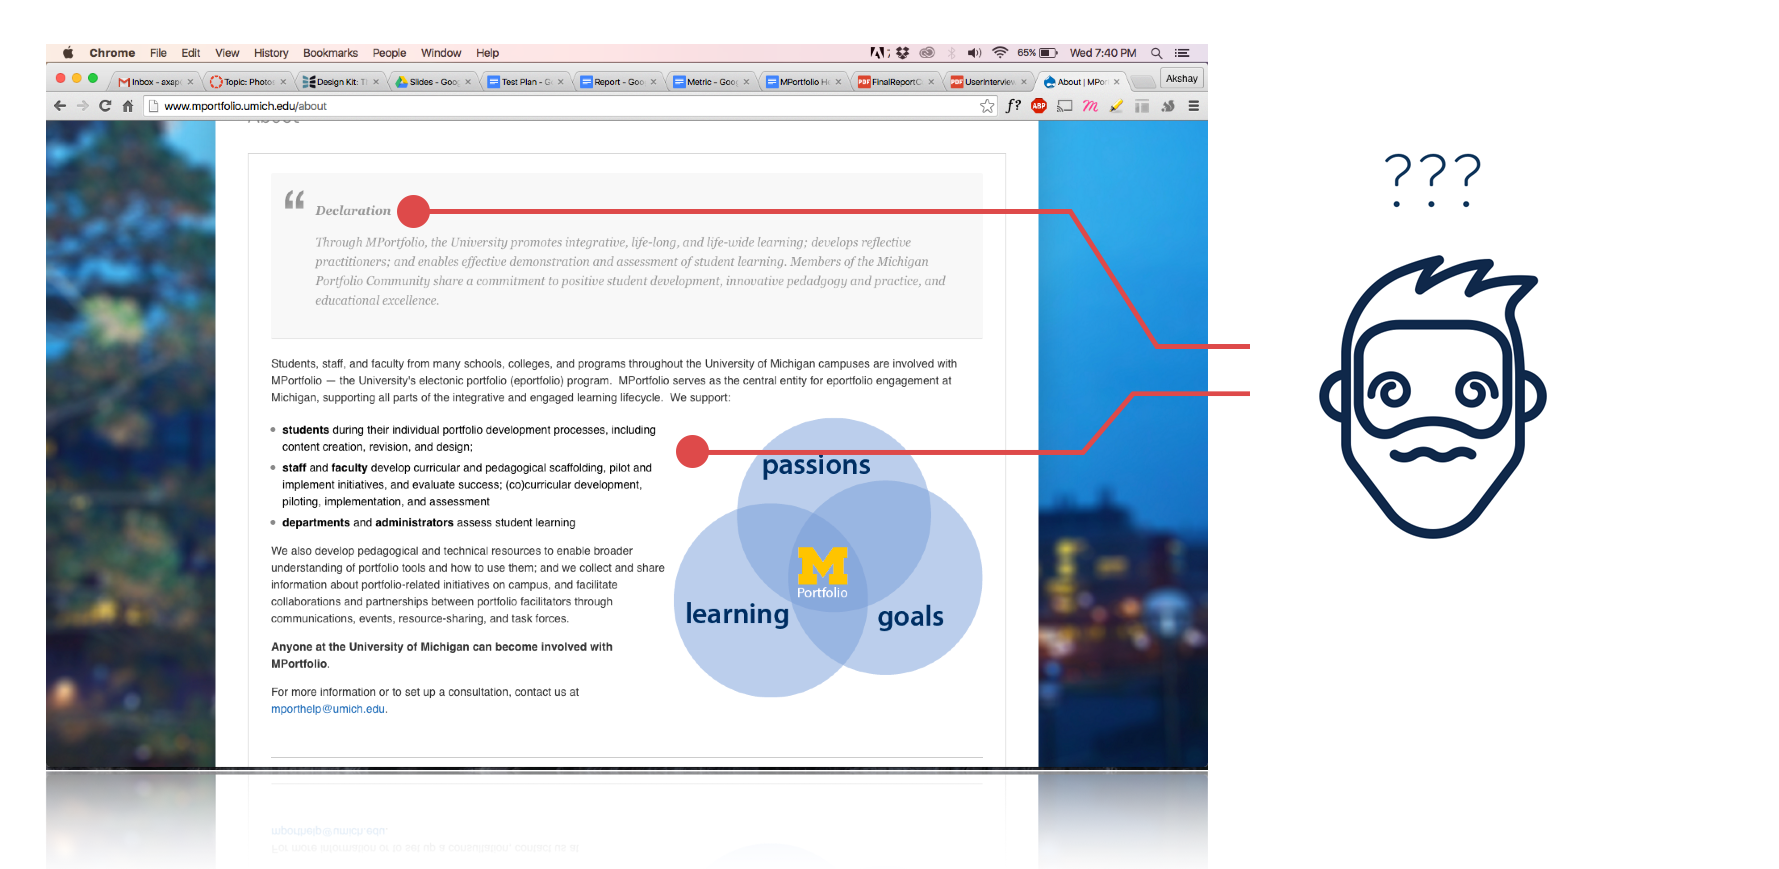 Chrome File Edit View History Bookmarks People Window Help 65% Wed 7:40 PM
Inbox - axap Topic: Photo Design Kit: T Slides - Goo Test Plan - G Report - Goo Metric - Goo MPortfolio H FinalReport UserInterview About | MPor Akshay
www.mportfolio.umich.edu/about f? ABP
About
“ Declaration
Through MPortfolio, the University promotes integrative, life-long, and life-wide learning; develops reflective
practitioners; and enables effective demonstration and assessment of student learning. Members of the Michigan
Portfolio Community share a commitment to positive student development, innovative pedadgogy and practice, and
educational excellence.
Students, staff, and faculty from many schools, colleges, and programs throughout the University of Michigan campuses are involved with
MPortfolio — the University's electonic portfolio (eportfolio) program. MPortfolio serves as the central entity for eportfolio engagement at
Michigan, supporting all parts of the integrative and engaged learning lifecycle. We support:
• students during their individual portfolio development processes, including
content creation, revision, and design;
• staff and faculty develop curricular and pedagogical scaffolding, pilot and
implement initiatives, and evaluate success; (co)curricular development,
piloting, implementation, and assessment
• departments and administrators assess student learning
We also develop pedagogical and technical resources to enable broader
understanding of portfolio tools and how to use them; and we collect and share
information about portfolio-related initiatives on campus, and facilitate
collaborations and partnerships between portfolio facilitators through
communications, events, resource-sharing, and task forces.
Anyone at the University of Michigan can become involved with
MPortfolio.
For more information or to set up a consultation, contact us at
mporthelp@umich.edu.
passions
M
Portfolio
learning
goals
???